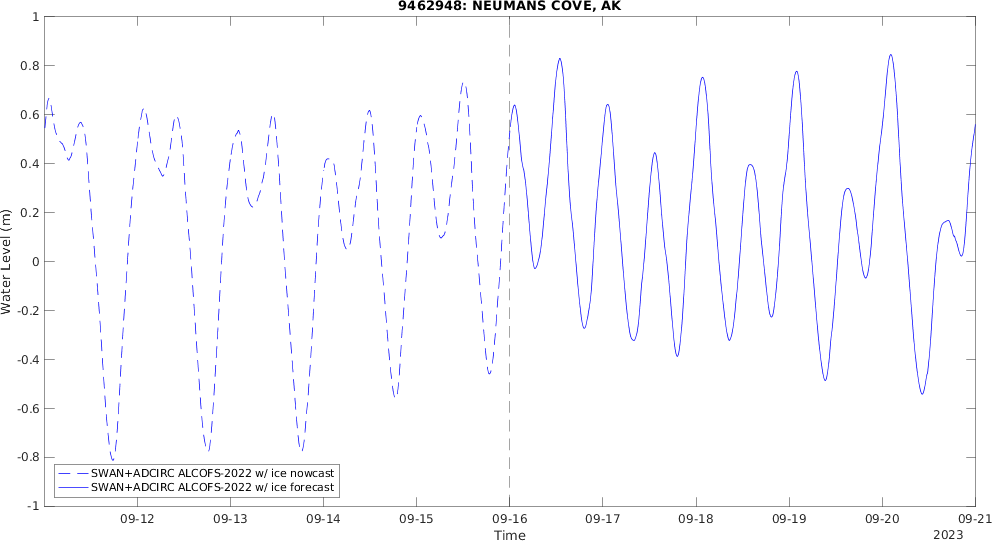 9462948: NEUMANS COVE, AK
Water Level (m)
1
0.8
0.6
0.4
0.2
0
-0.2
-0.4
-0.6
-0.8
-1
SWAN+ADCIRC ALCOFS-2022 w/ ice nowcast
SWAN+ADCIRC ALCOFS-2022 w/ ice forecast
09-12 09-13 09-14 09-15 09-16 09-17 09-18 09-19 09-20 09-21
Time
2023